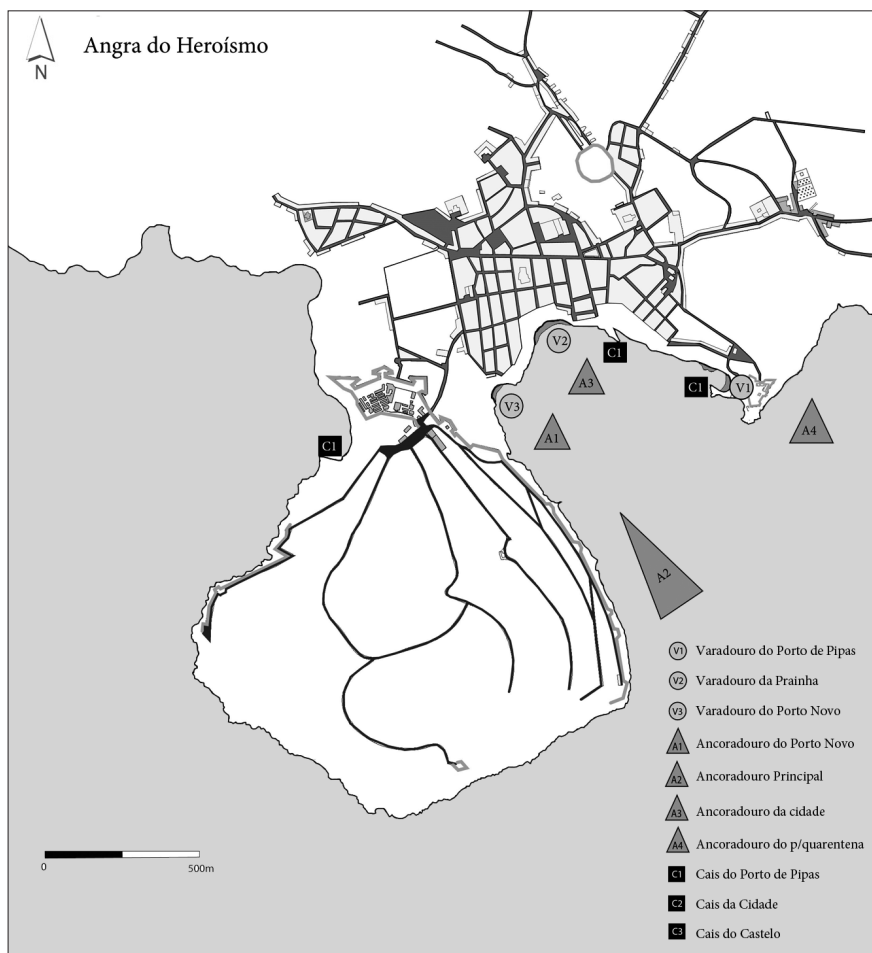 Angra do Heroísmo
N
V2
C1
A3
C1
V1
V3
A1
A4
C1
A2
V1 Varadouro do Porto de Pipas
V2 Varadouro da Prainha
V3 Varadouro do Porto Novo
A1 Ancoradouro do Porto Novo
A2 Ancoradouro Principal
A3 Ancoradouro da cidade
A4 Ancoradouro do p/quarentena
C1 Cais do Porto de Pipas
C2 Cais da Cidade
C3 Cais do Castelo
0 500m